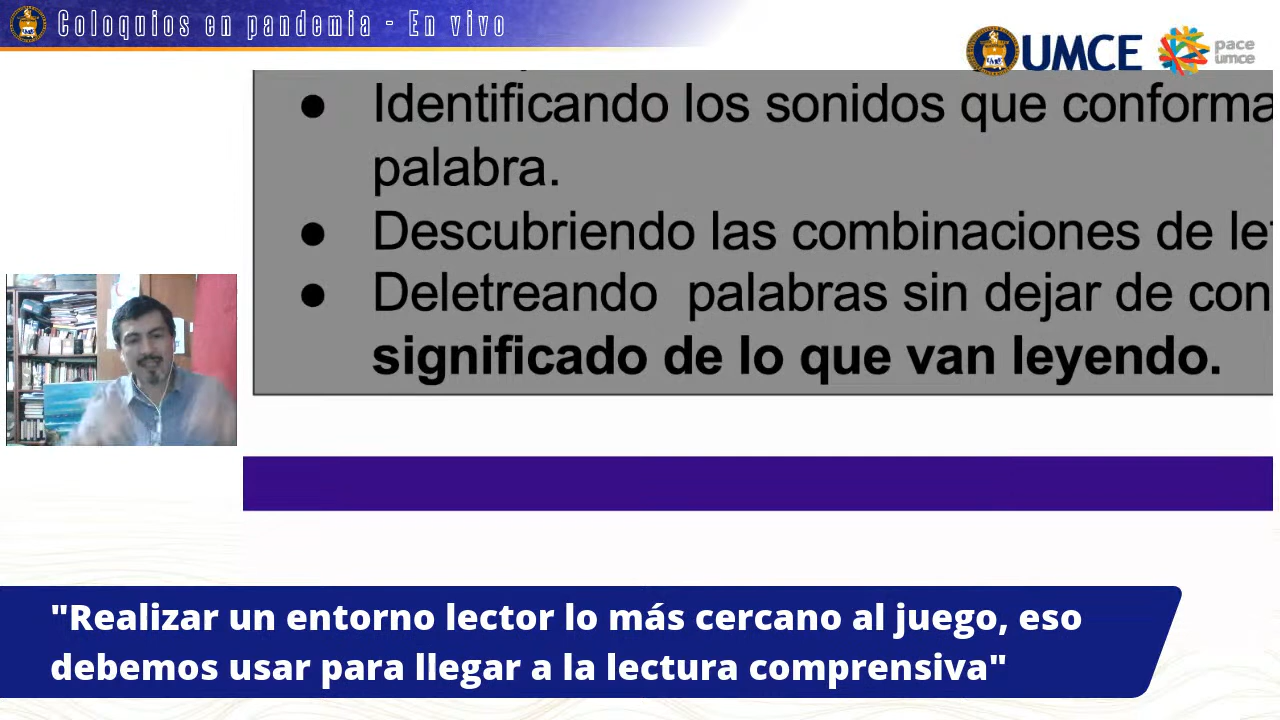 Coloquios en pandemia - En vivo
UMCE
pace
umce
Identificando los sonidos que conforma
palabra.
Descubriendo las combinaciones de le
Deletreando palabras sin dejar de con
significado de lo que van leyendo.
"Realizar un entorno lector lo más cercano al juego, eso
debemos usar para llegar a la lectura comprensiva"